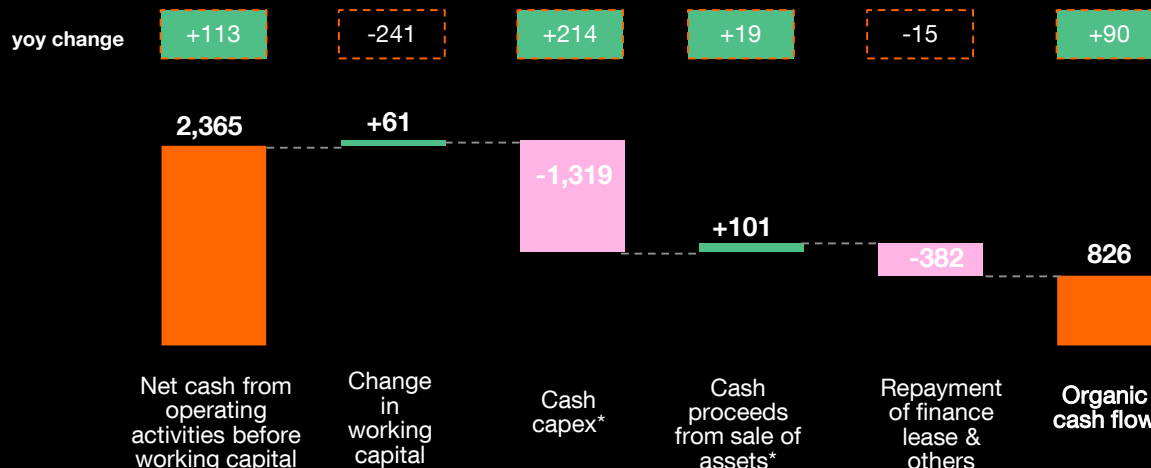 yoy change +113 -241 +214 +19 -15 +90
2,365 +61 -1,319 +101 -382 826
Net cash from
operating
activities before
working capital
Change
in
working
capital
Cash
capex*
Cash
proceeds
from sale of
assets*
Repayment
of finance
lease &
others
Organic
cash flow